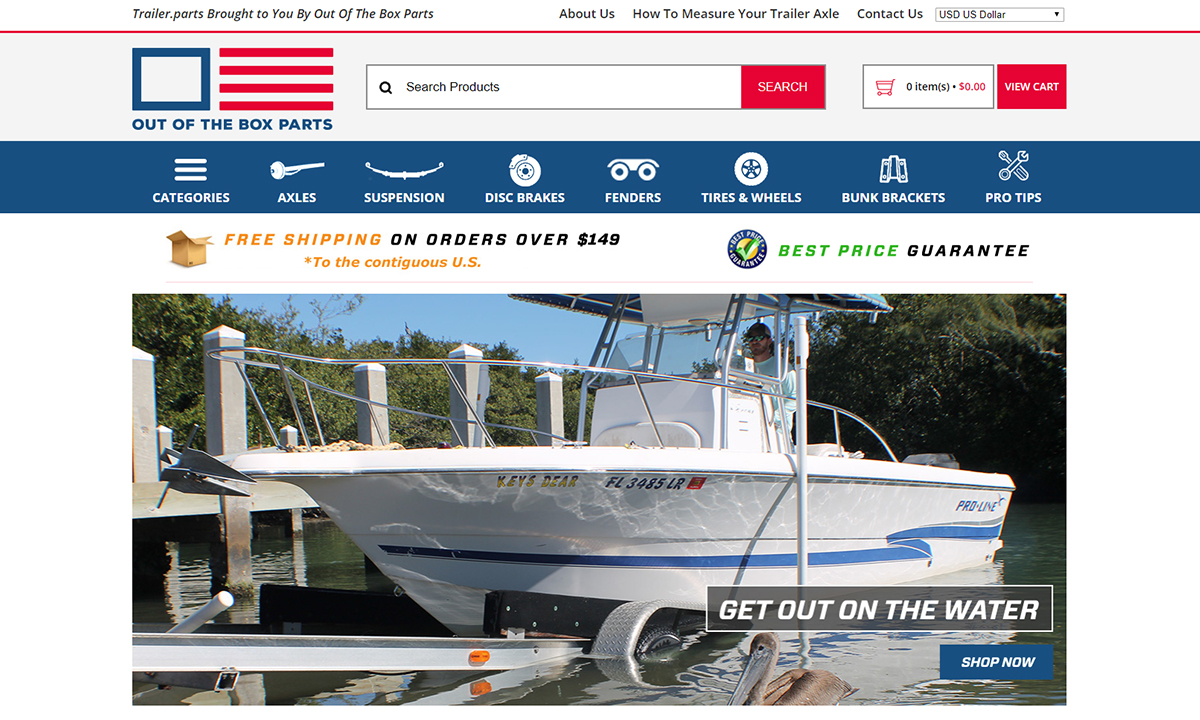 Trailer.parts Brought to You By Out Of The Box Parts
About Us How To Measure Your Trailer Axle Contact Us USD US Dollar
OUT OF THE BOX PARTS
Search Products SEARCH
0 item(s) • $0.00 VIEW CART
CATEGORIES AXLES SUSPENSION DISC BRAKES FENDERS TIRES & WHEELS BUNK BRACKETS PRO TIPS
FREE SHIPPING ON ORDERS OVER $149
*To the contiguous U.S.
BEST PRICE GUARANTEE
BEST PRICE GUARANTEE
KEYS DEAR FL 3485 LR
PRO-LINE
GET OUT ON THE WATER
SHOP NOW